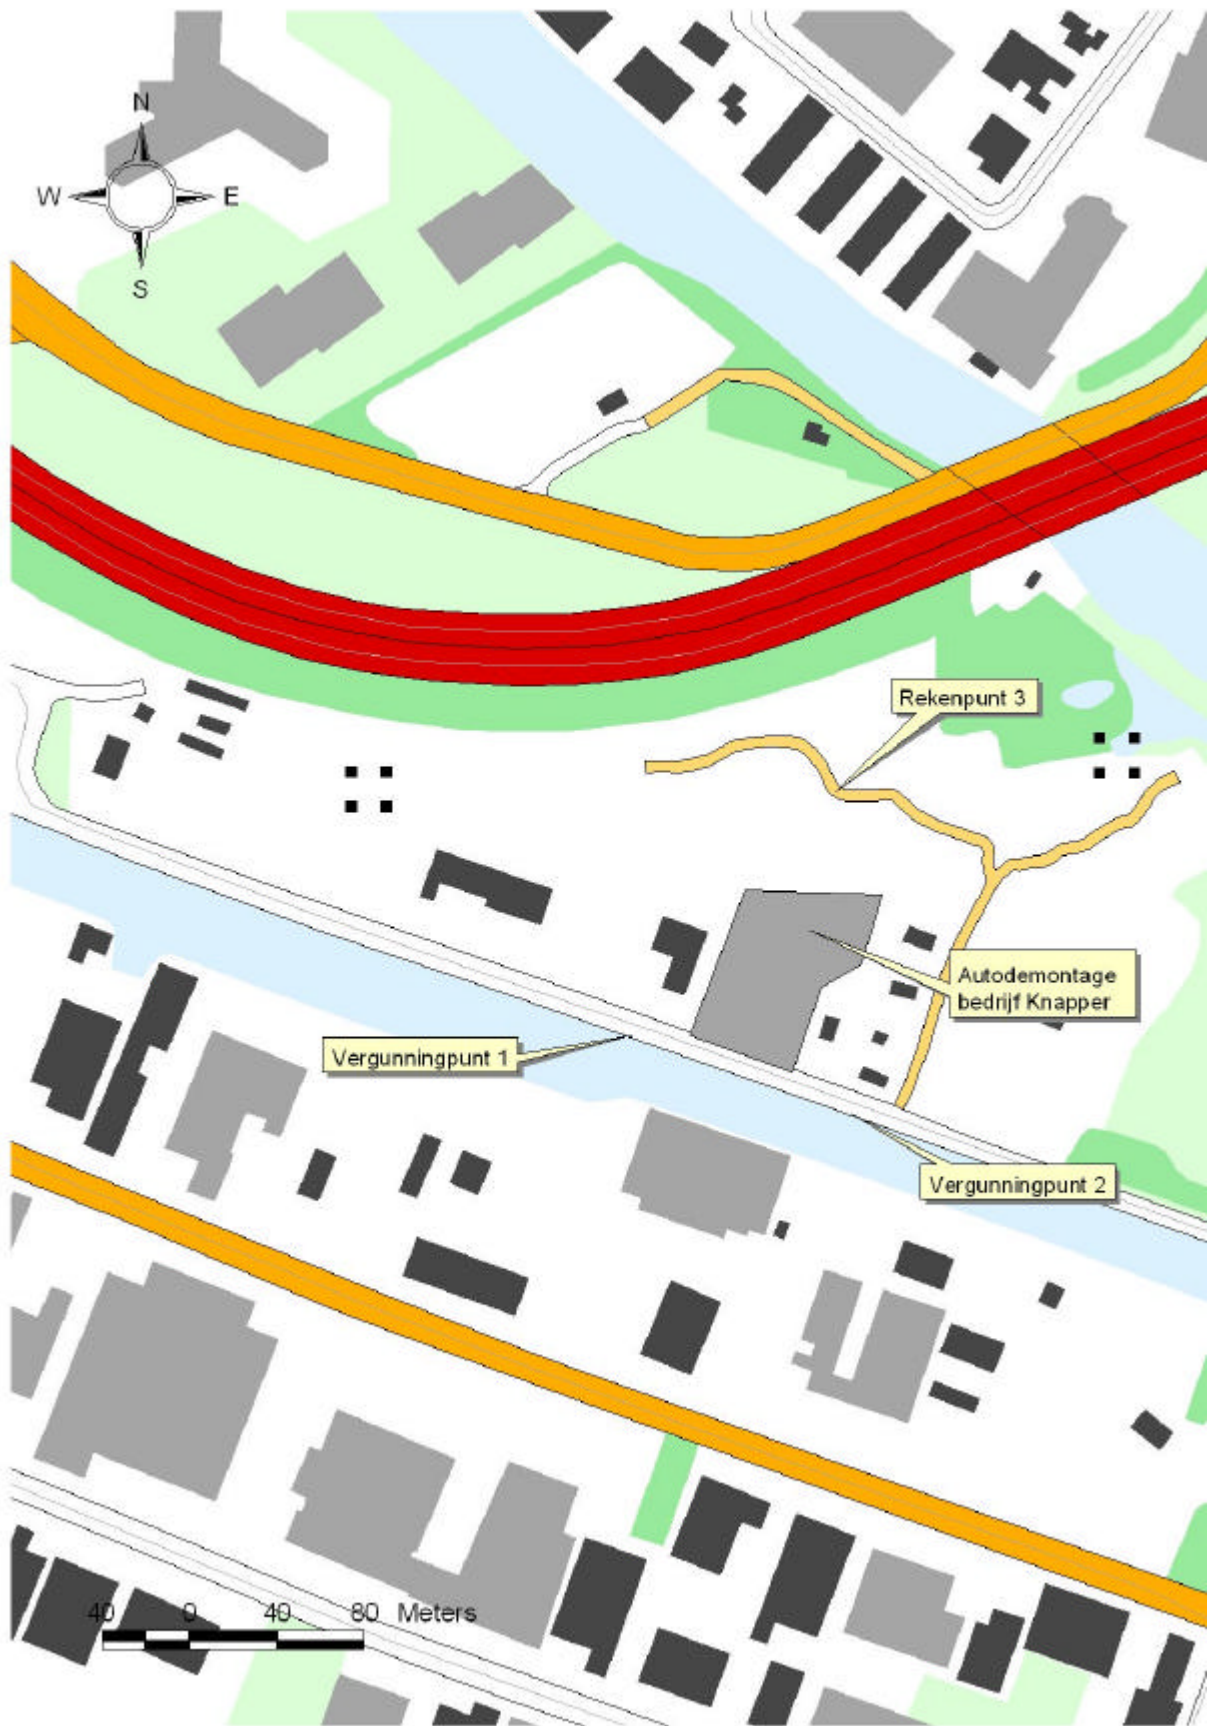 N
W E
S
Rekenpunt 3
Autodemontage
bedrijf Knapper
Vergunningpunt 1
Vergunningpunt 2
40 0 40 80 Meters